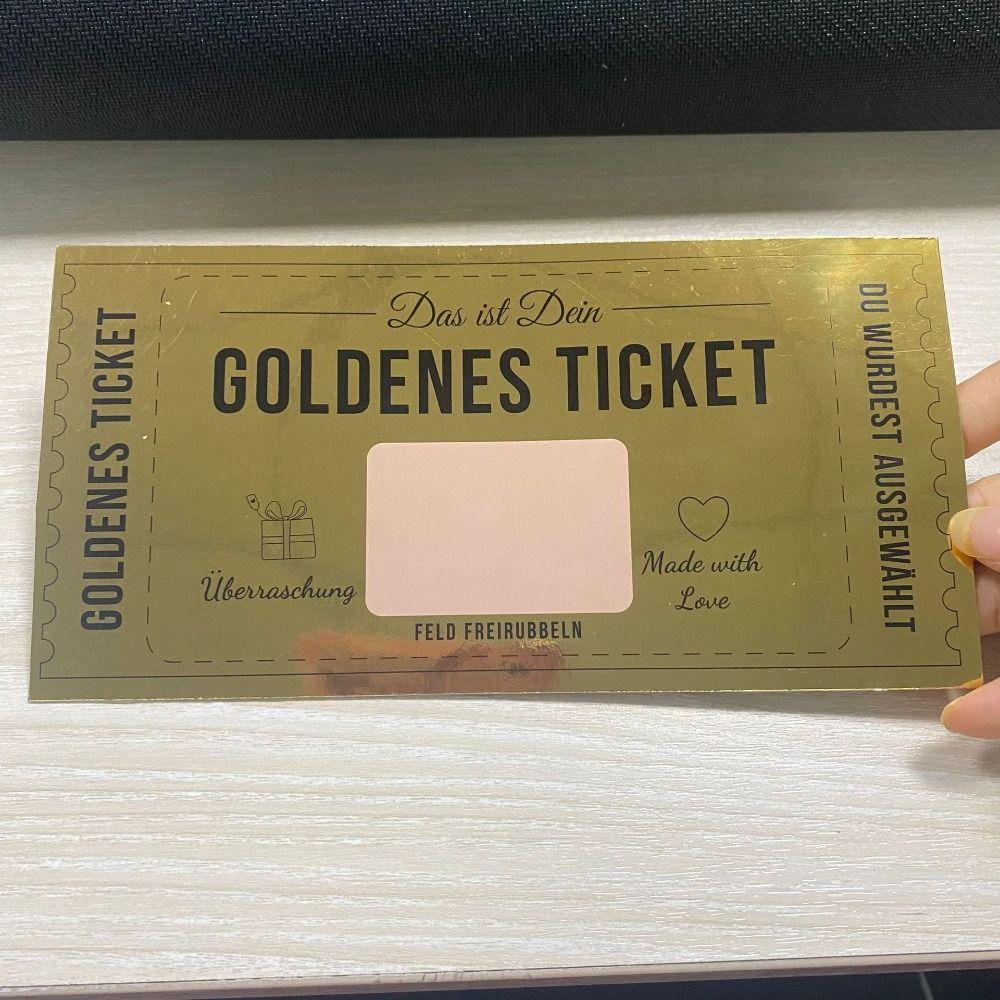 GOLDENES TICKET
Das ist Dein
GOLDENES TICKET
Überraschung
Made with
Love
FELD FREIRUBBELN
DU WURDEST AUSGEWÄHLT